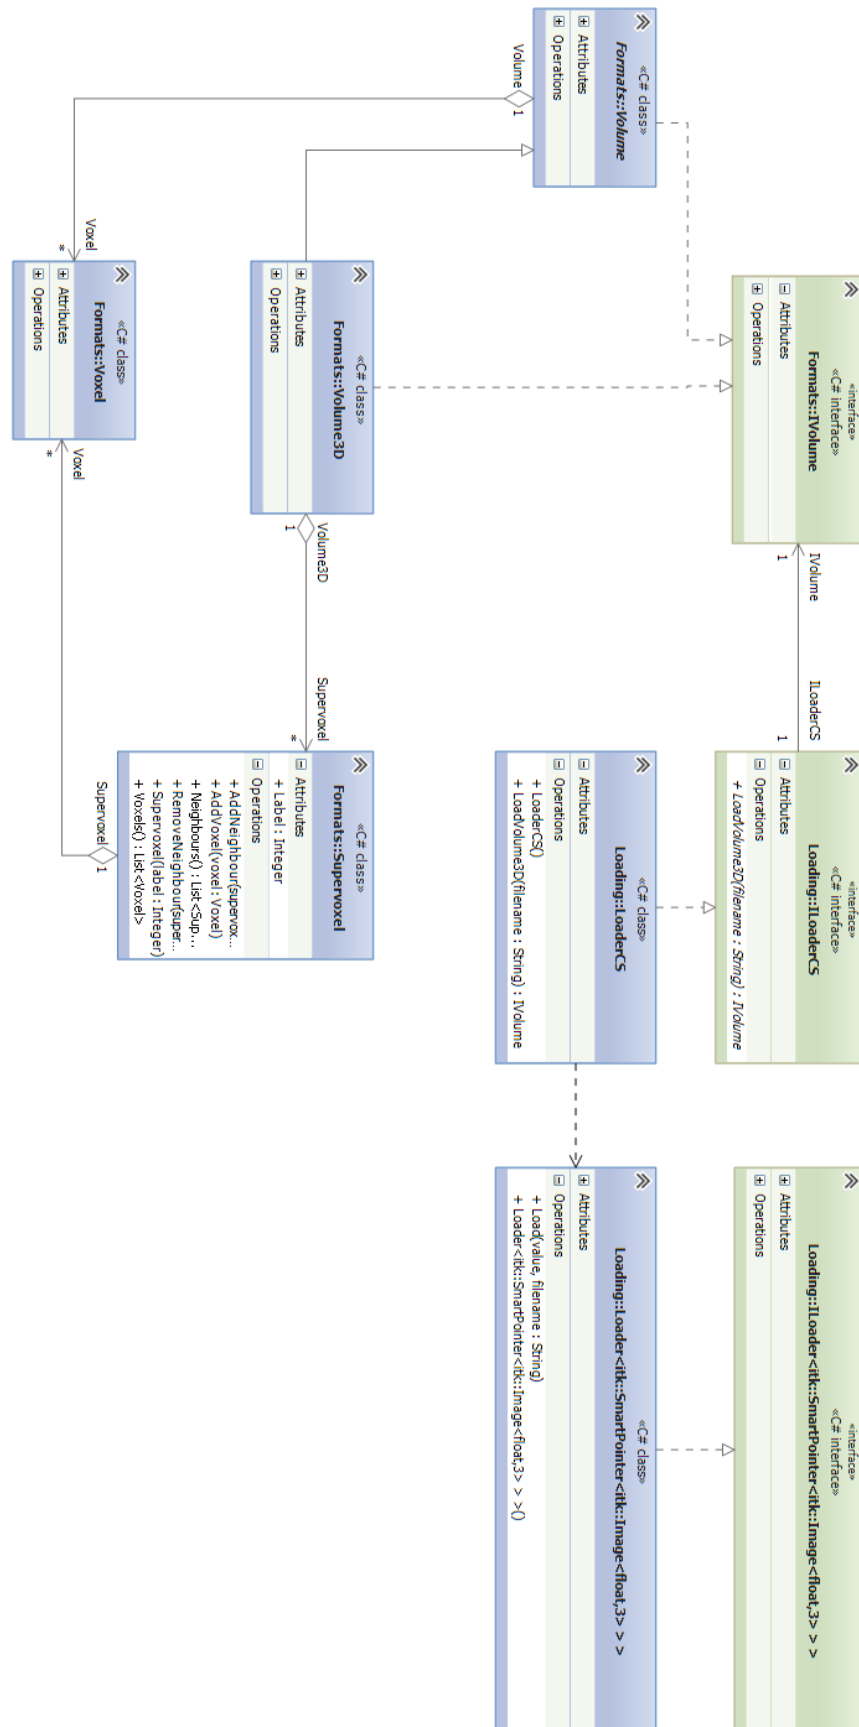 «interface»
«C# interface»
Formats::IVolume
Attributes
Operations
«interface»
«C# interface»
Loading::ILoaderCS
Attributes
Operations
+ LoadVolume3D(filename : String) : IVolume
«interface»
«C# interface»
Loading::ILoader<itk::SmartPointer<itk::Image<float,3> > >
Attributes
Operations
IVolume
1
ILoaderCS
1
«C# class»
Formats::Volume
Attributes
Operations
Volume
1
«C# class»
Loading::LoaderCS
Attributes
Operations
+ LoaderCS()
+ LoadVolume3D(filename : String) : IVolume
«C# class»
Loading::Loader<itk::SmartPointer<itk::Image<float,3> > >
Attributes
Operations
+ Load(value, filename : String)
+ Loader<itk::SmartPointer<itk::Image<float,3> > >()
«C# class»
Formats::Volume3D
Attributes
Operations
Volume3D
1
Supervoxel
*
«C# class»
Formats::Supervoxel
Attributes
+ Label : Integer
Operations
+ AddNeighbour(supervox...
+ AddVoxel(voxel : Voxel)
+ Neighbours() : List<Sup...
+ RemoveNeighbour(super...
+ Supervoxel(label : Integer)
+ Voxels() : List<Voxel>
Supervoxel
1
Voxel
*
«C# class»
Formats::Voxel
Attributes
Operations
Voxel
*